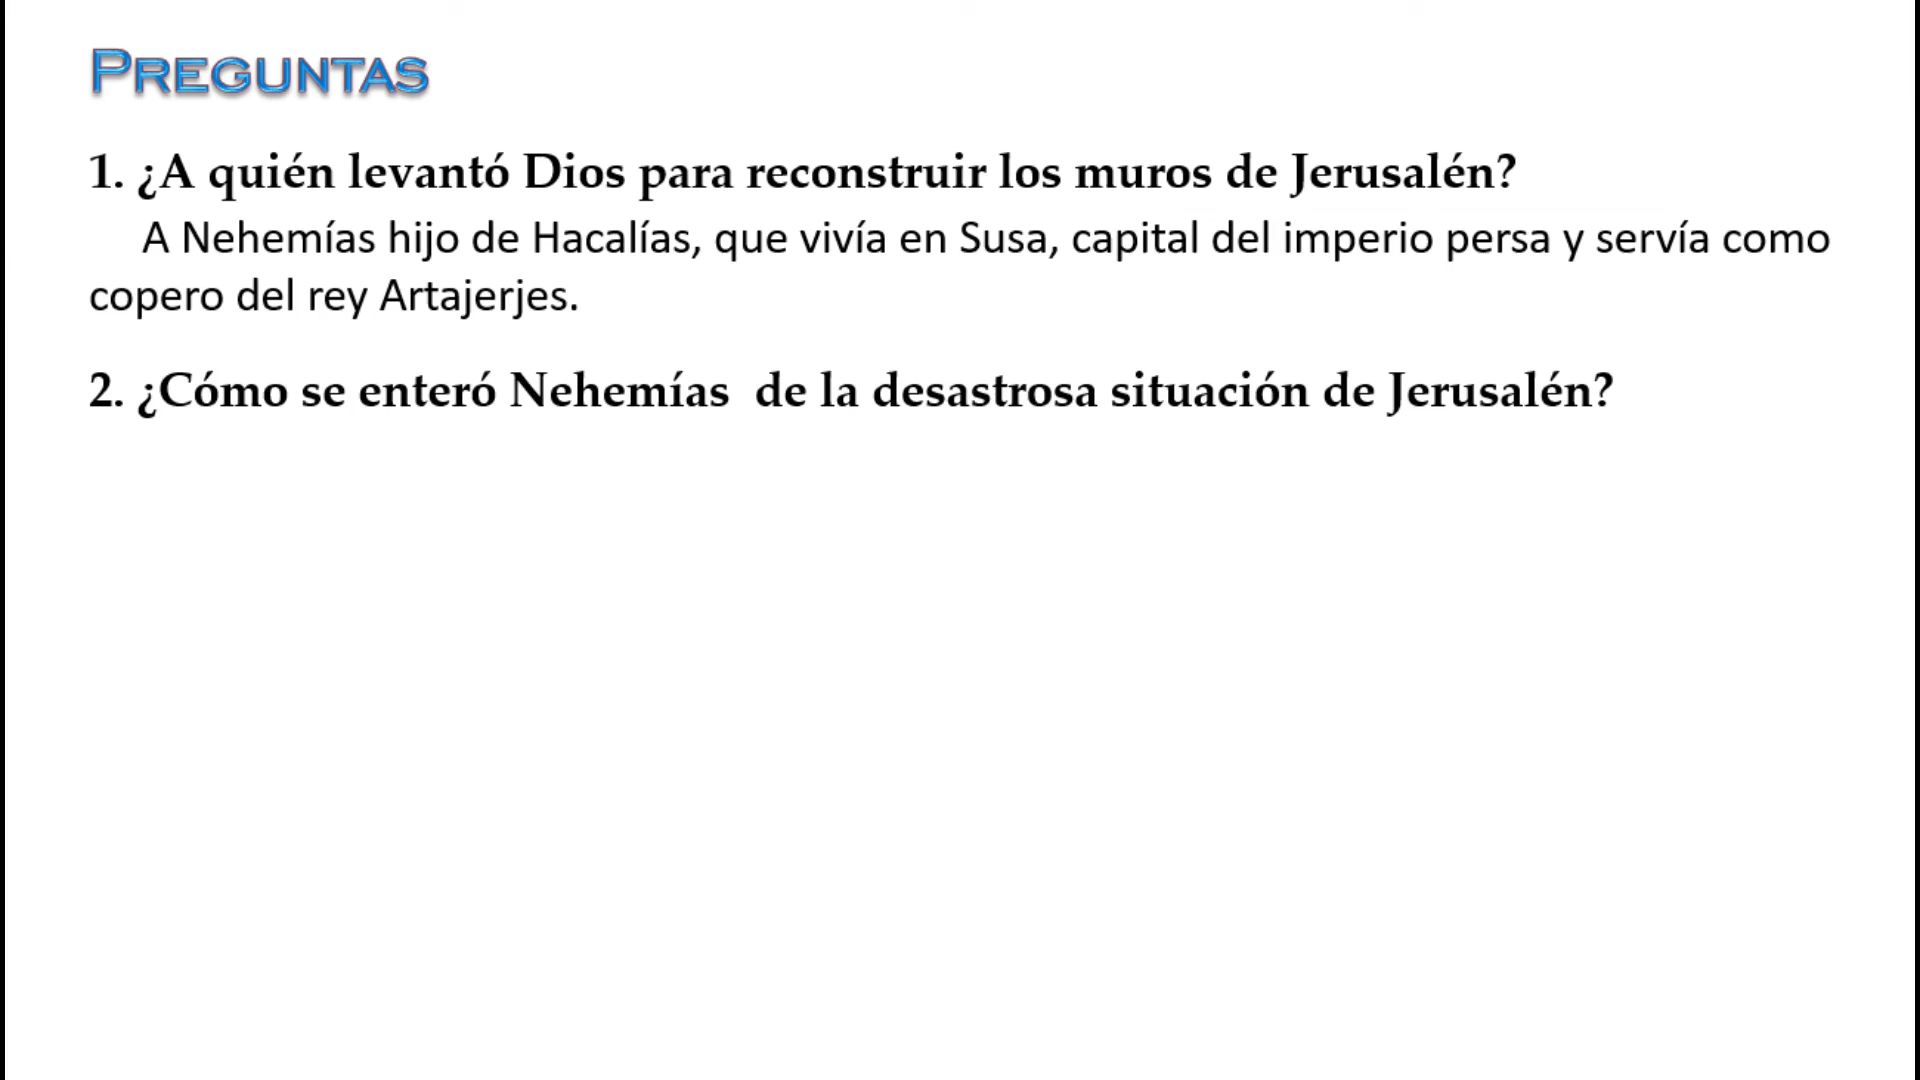 PREGUNTAS
1. ¿A quién levantó Dios para reconstruir los muros de Jerusalén?
A Nehemías hijo de Hacalías, que vivía en Susa, capital del imperio persa y servía como
copero del rey Artajerjes.
2. ¿Cómo se enteró Nehemías  de la desastrosa situación de Jerusalén?